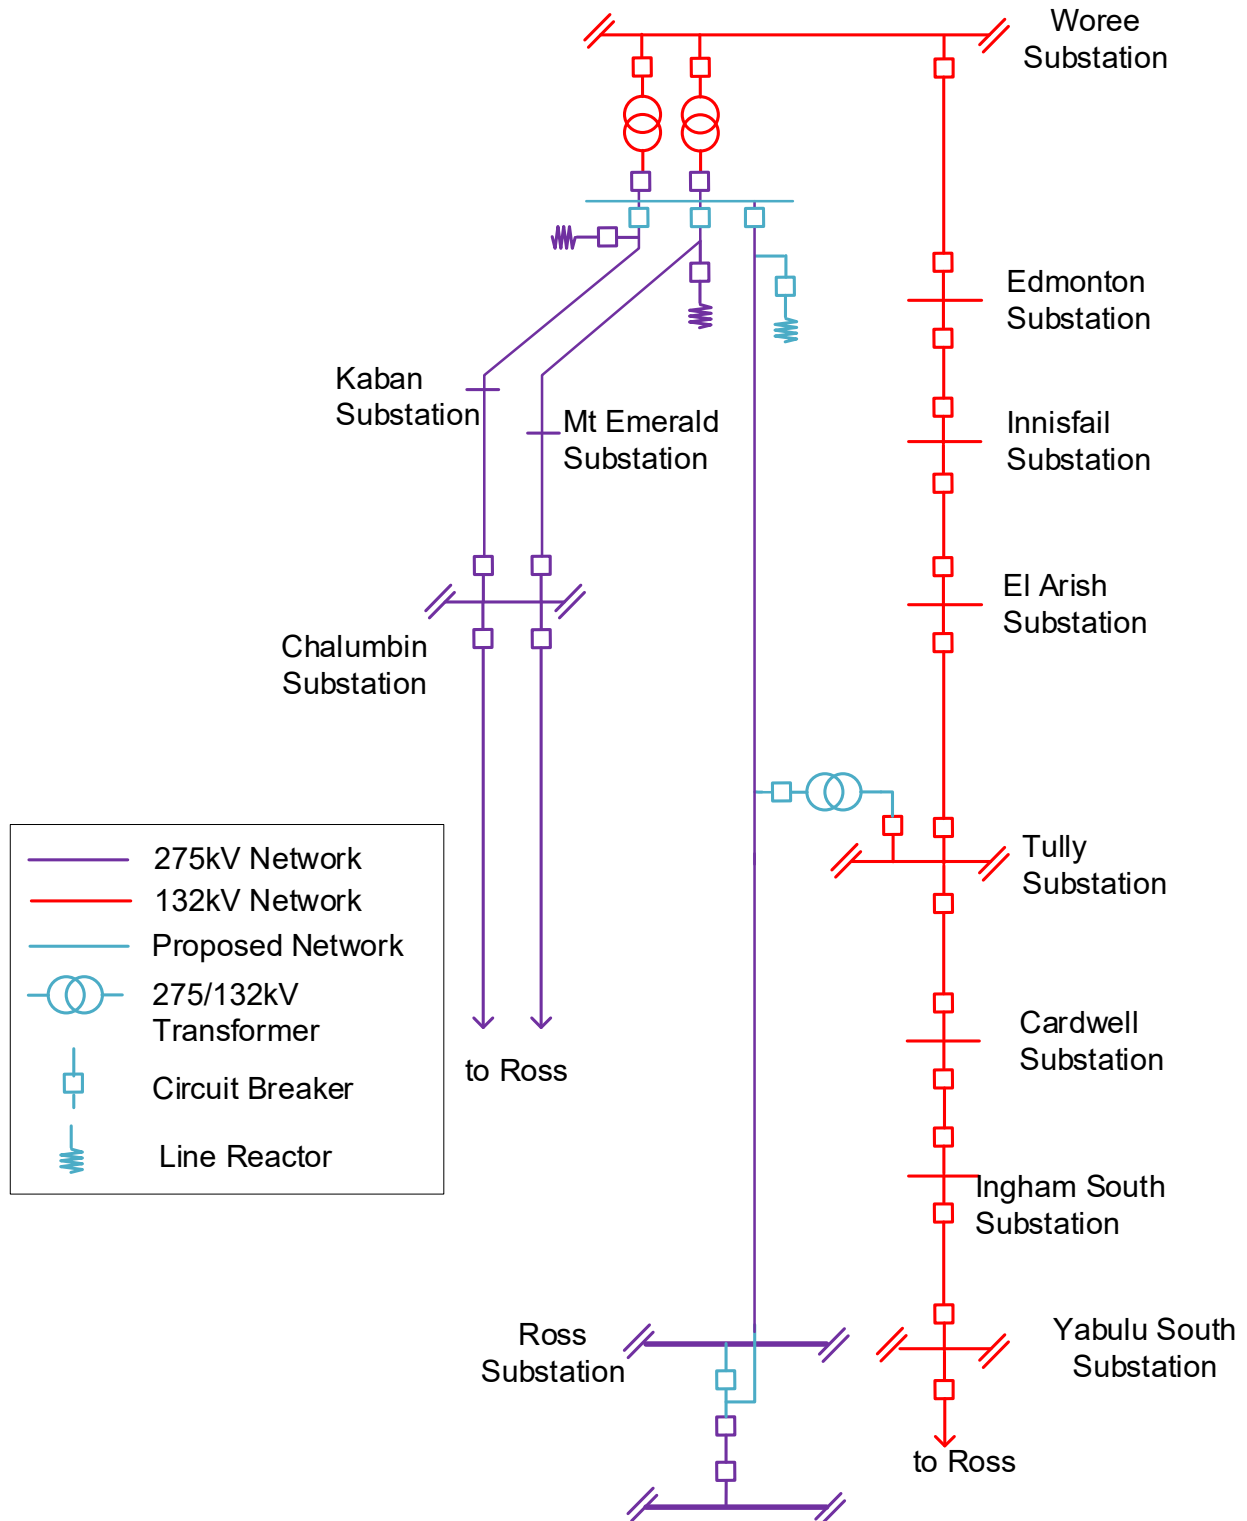 Woree
Substation
Edmonton
Substation
Kaban
Substation
Mt Emerald
Substation
Innisfail
Substation
El Arish
Substation
Chalumbin
Substation
275kV Network
132kV Network
Proposed Network
275/132kV
Transformer
Circuit Breaker
Line Reactor
Tully
Substation
to Ross
Cardwell
Substation
Ingham South
Substation
Ross
Substation
Yabulu South
Substation
to Ross